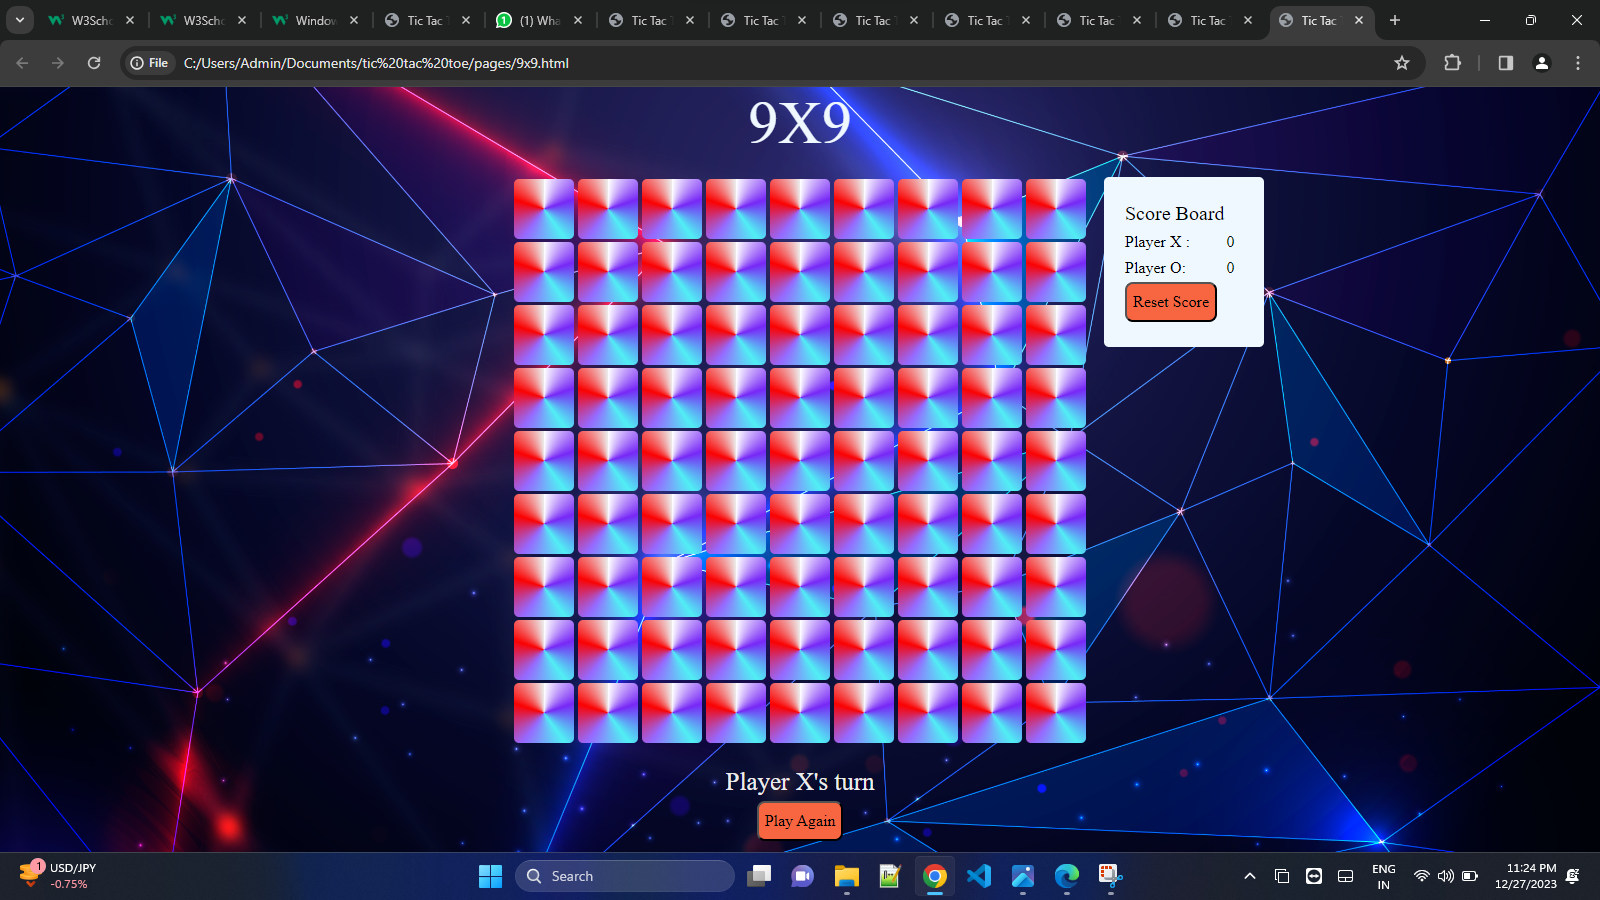 W3Scho
W3Scho
Window
Tic Tac T
(1) Wha
Tic Tac T
Tic Tac T
Tic Tac T
Tic Tac T
Tic Tac
Tic Tac
Tic Tac T
File
C:/Users/Admin/Documents/tic%20tac%20toe/pages/9x9.html
9X9
Score Board
Player X : 0
Player O: 0
Reset Score
Player X's turn
Play Again
1
USD/JPY
-0.75%
Search
ENG
IN
11:24 PM
12/27/2023